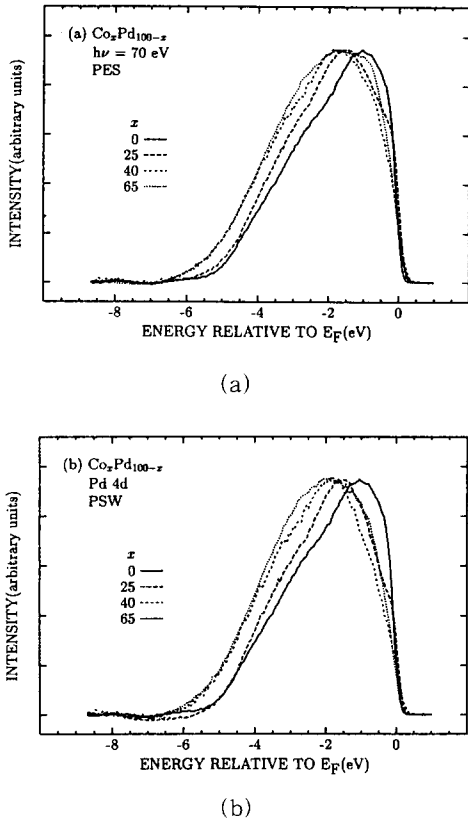 (a) CoₓPd₁₀₀₋ₓ
hν = 70 eV
PES
x
0
25
40
65
INTENSITY(arbitrary units)
-8 -6 -4 -2 0
ENERGY RELATIVE TO E_F(eV)
(a)
(b) CoₓPd₁₀₀₋ₓ
Pd 4d
PSW
x
0
25
40
65
INTENSITY(arbitrary units)
-8 -6 -4 -2 0
ENERGY RELATIVE TO E_F(eV)
(b)